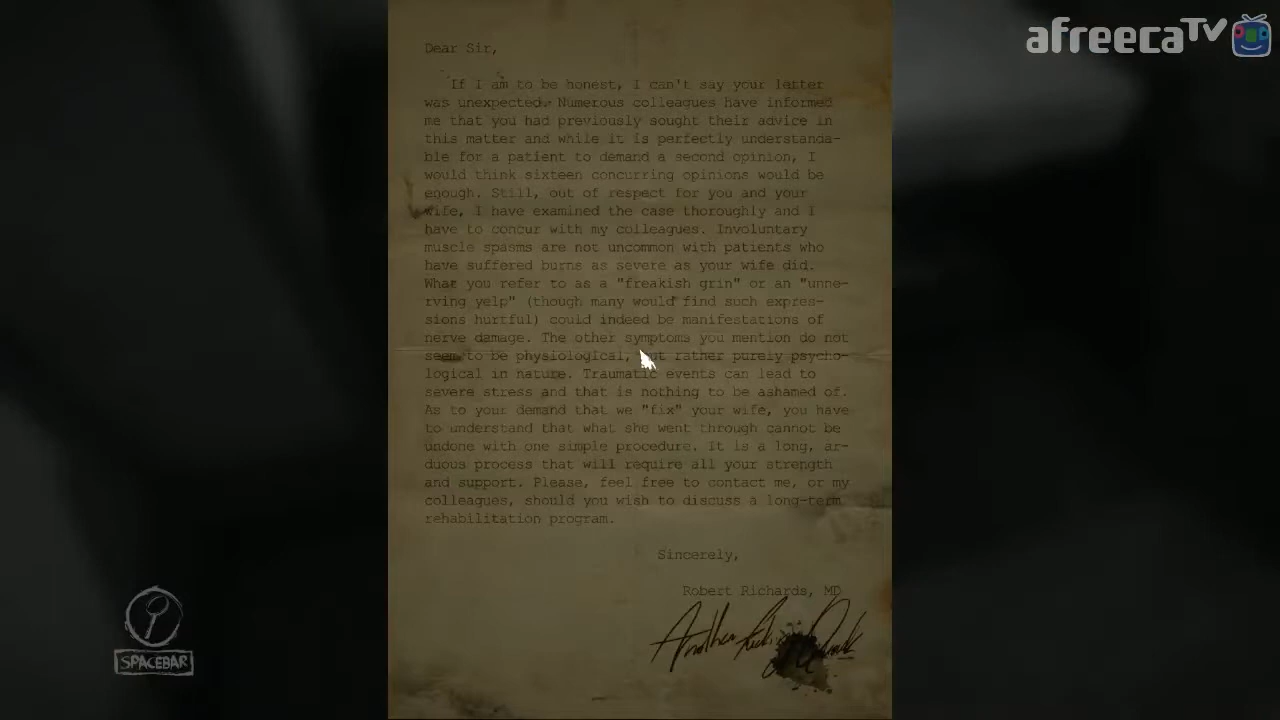 afreecaTV
Dear Sir,
If I am to be honest, I can't say your letter
was unexpected. Numerous colleagues have informed
me that you had previously sought their advice in
this matter and while it is perfectly understanda-
ble for a patient to demand a second opinion, I
would think sixteen concurring opinions would be
enough. Still, out of respect for you and your
wife, I have examined the case thoroughly and I
have to concur with my colleagues. Involuntary
muscle spasms are not uncommon with patients who
have suffered burns as severe as your wife did.
What you refer to as a "freakish grin" or an "unne-
rving yelp" (though many would find such expres-
sions hurtful) could indeed be manifestations of
nerve damage. The other symptoms you mention do not
seem to be physiological, but rather purely psycho-
logical in nature. Traumatic events can lead to
severe stress and that is nothing to be ashamed of.
As to your demand that we "fix" your wife, you have
to understand that what she went through cannot be
undone with one simple procedure. It is a long, ar-
duous process that will require all your strength
and support. Please, feel free to contact me, or my
colleagues, should you wish to discuss a long-term
rehabilitation program.
Sincerely,
Robert Richards, MD
Another
SPACEBAR